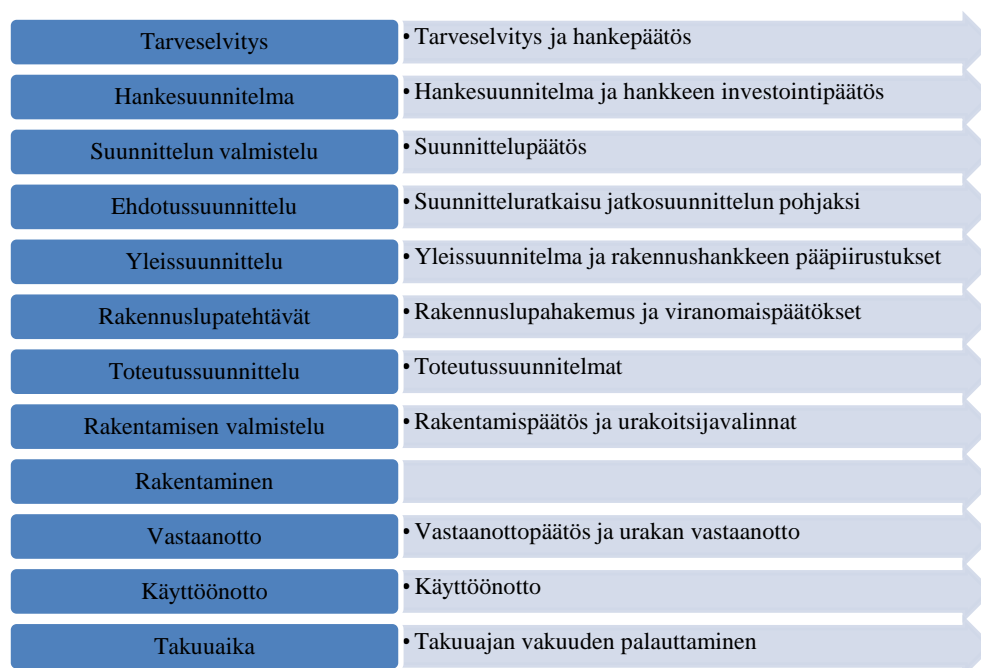 Tarveselvitys
• Tarveselvitys ja hankepäätös
Hankesuunnitelma
• Hankesuunnitelma ja hankkeen investointipäätös
Suunnittelun valmistelu
• Suunnittelupäätös
Ehdotussuunnittelu
• Suunnitteluratkaisu jatkosuunnittelun pohjaksi
Yleissuunnittelu
• Yleissuunnitelma ja rakennushankkeen pääpiirustukset
Rakennuslupatehtävät
• Rakennuslupahakemus ja viranomaispäätökset
Toteutussuunnittelu
• Toteutussuunnitelmat
Rakentamisen valmistelu
• Rakentamispäätös ja urakoitsijavalinnat
Rakentaminen
Vastaanotto
• Vastaanottopäätös ja urakan vastaanotto
Käyttöönotto
• Käyttöönotto
Takuuaika
• Takuuajan vakuuden palauttaminen